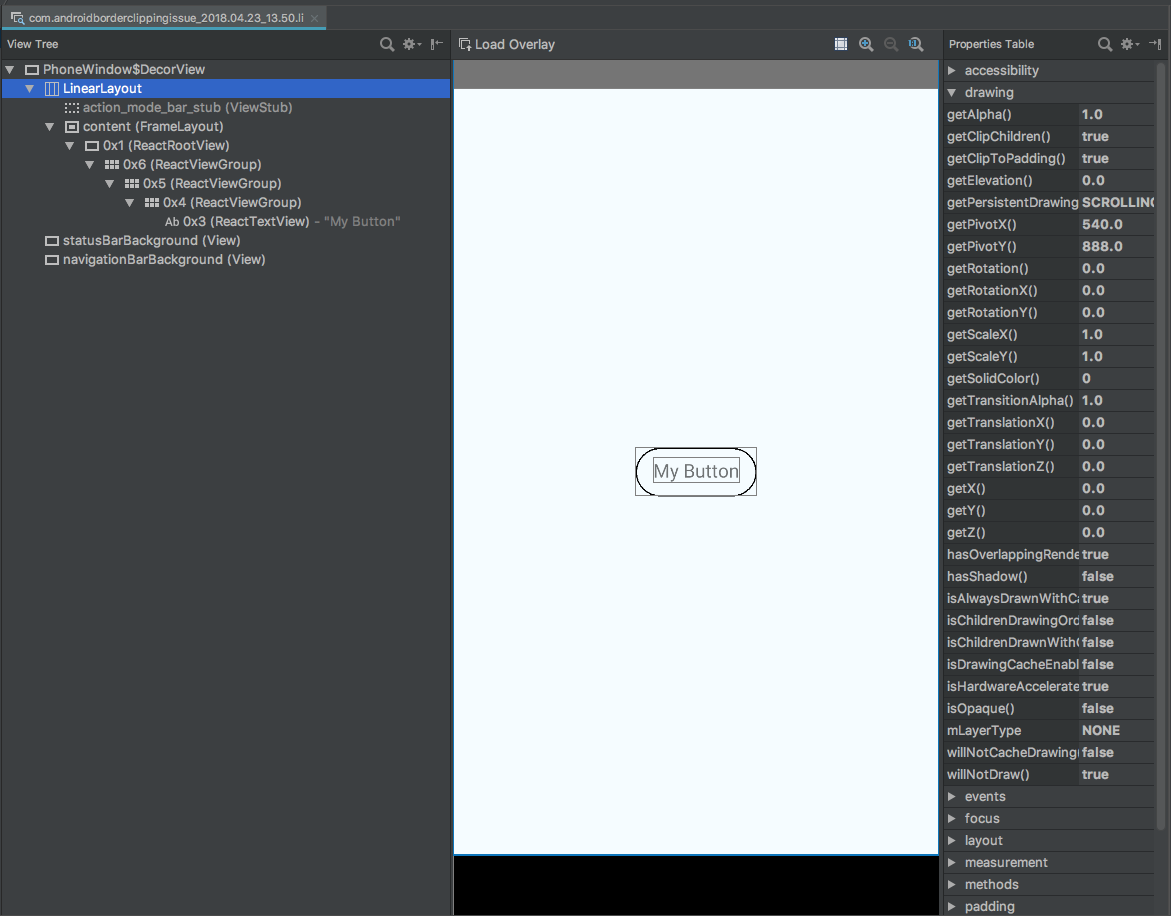 com.androidborderclippingissue_2018.04.23_13.50.li
View Tree
PhoneWindow$DecorView
LinearLayout
action_mode_bar_stub (ViewStub)
content (FrameLayout)
0x1 (ReactRootView)
0x6 (ReactViewGroup)
0x5 (ReactViewGroup)
0x4 (ReactViewGroup)
Ab 0x3 (ReactTextView) - "My Button"
statusBarBackground (View)
navigationBarBackground (View)
Load Overlay
1:1
My Button
Properties Table
accessibility
drawing
getAlpha() 1.0
getClipChildren() true
getClipToPadding() true
getElevation() 0.0
getPersistentDrawing SCROLLING
getPivotX() 540.0
getPivotY() 888.0
getRotation() 0.0
getRotationX() 0.0
getRotationY() 0.0
getScaleX() 1.0
getScaleY() 1.0
getSolidColor() 0
getTransitionAlpha() 1.0
getTranslationX() 0.0
getTranslationY() 0.0
getTranslationZ() 0.0
getX() 0.0
getY() 0.0
getZ() 0.0
hasOverlappingRende true
hasShadow() false
isAlwaysDrawnWithCa true
isChildrenDrawingOrd false
isChildrenDrawnWithC false
isDrawingCacheEnabl false
isHardwareAccelerate true
isOpaque() false
mLayerType NONE
willNotCacheDrawing( false
willNotDraw() true
events
focus
layout
measurement
methods
padding